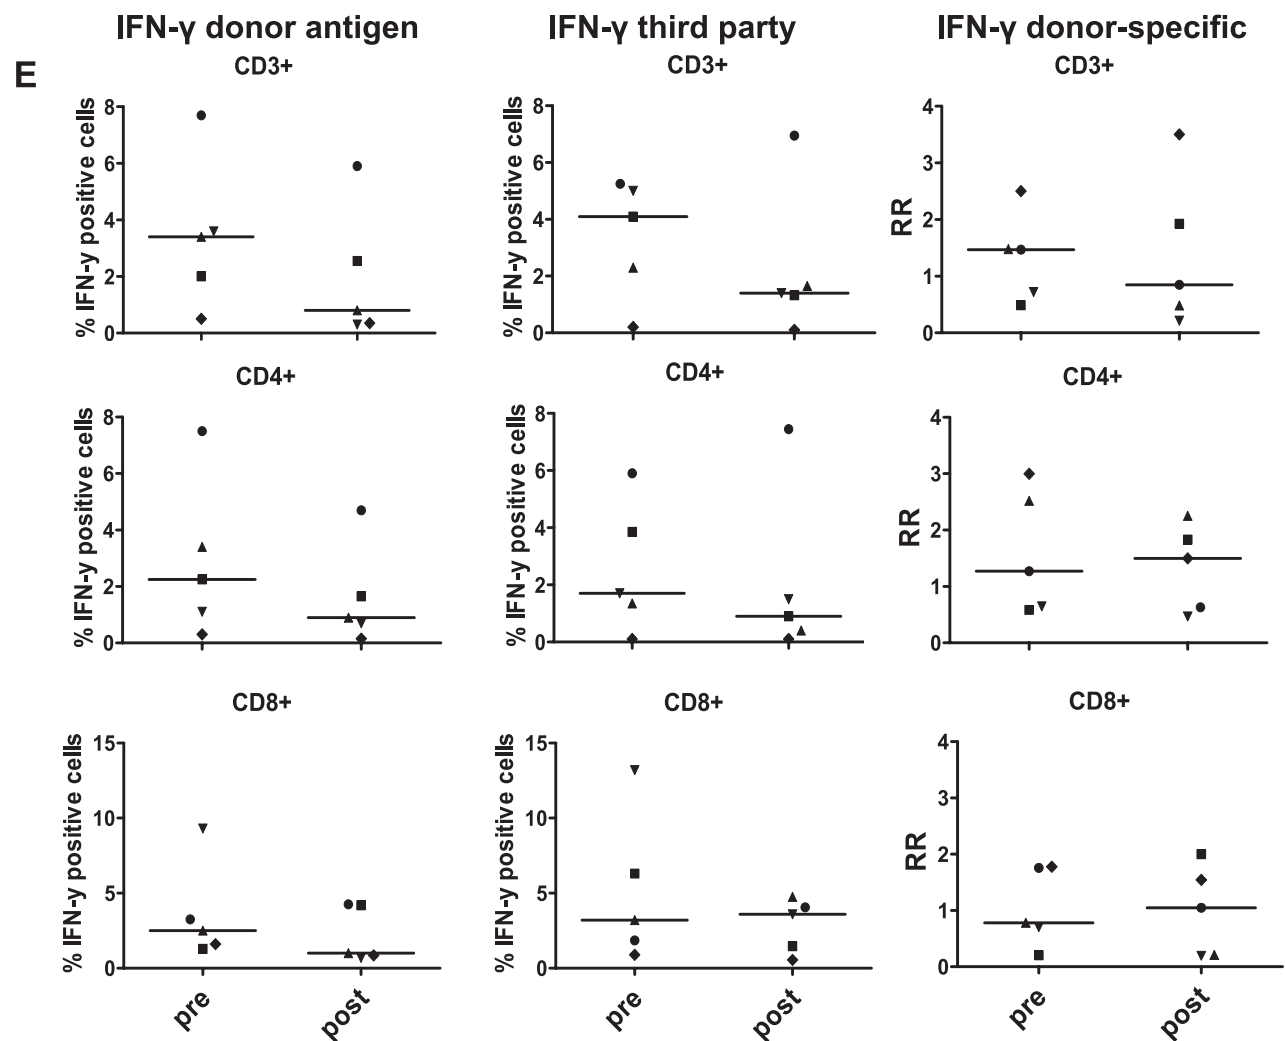 IFN-γ donor antigen IFN-γ third party IFN-γ donor-specific
E
CD3+ CD3+ CD3+
% IFN-y positive cells
8
6
4
2
0
% IFN-y positive cells
8
6
4
2
0
RR
4
3
2
1
0
CD4+ CD4+ CD4+
% IFN-y positive cells
8
6
4
2
0
% IFN-y positive cells
8
6
4
2
0
RR
4
3
2
1
0
CD8+ CD8+ CD8+
% IFN-y positive cells
15
10
5
0
% IFN-y positive cells
15
10
5
0
RR
4
3
2
1
0
pre post pre post pre post